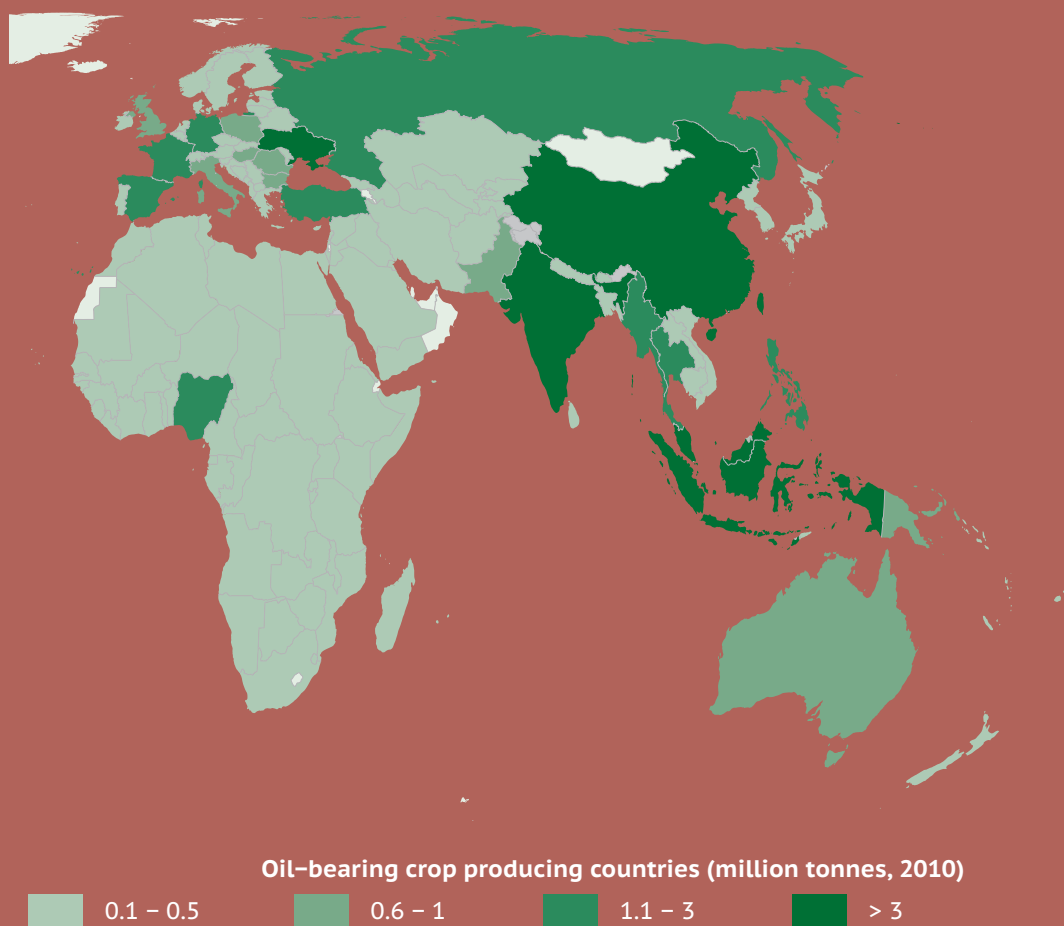 Oil–bearing crop producing countries (million tonnes, 2010)
0.1 – 0.5 0.6 – 1 1.1 – 3 > 3